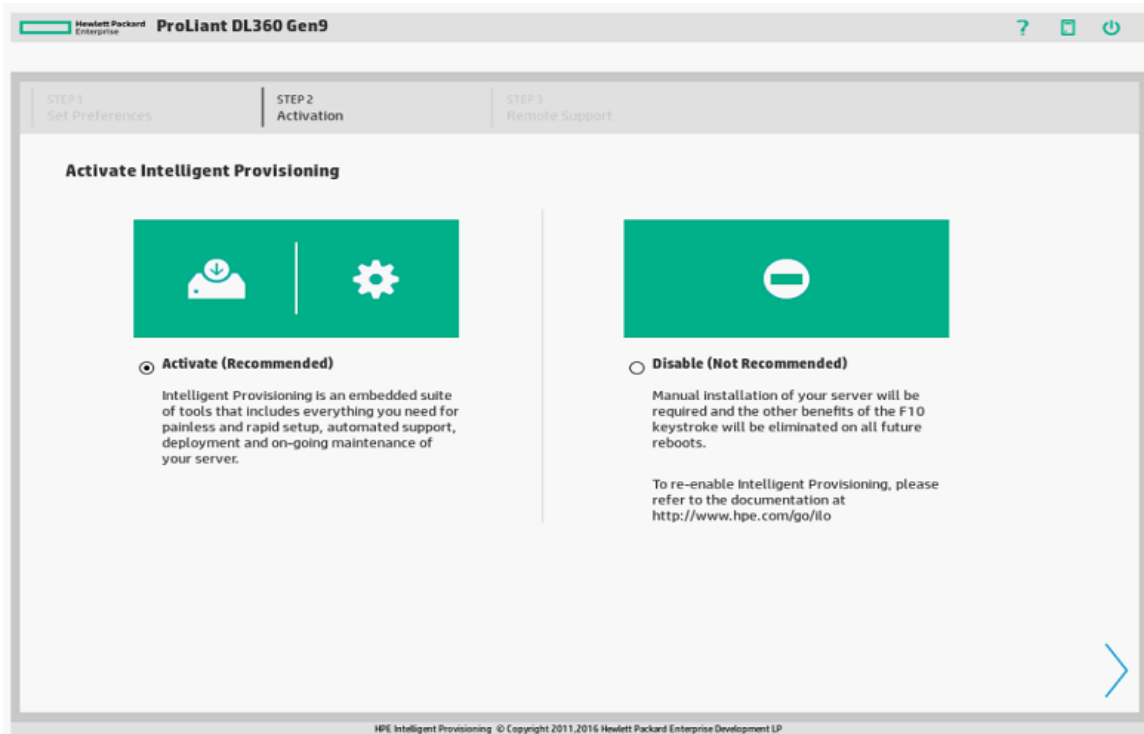 Hewlett Packard
Enterprise
ProLiant DL360 Gen9
?
STEP 1
Set Preferences
STEP 2
Activation
STEP 3
Remote Support
Activate Intelligent Provisioning
Activate (Recommended)
Intelligent Provisioning is an embedded suite
of tools that includes everything you need for
painless and rapid setup, automated support,
deployment and on-going maintenance of
your server.
Disable (Not Recommended)
Manual installation of your server will be
required and the other benefits of the F10
keystroke will be eliminated on all future
reboots.
To re-enable Intelligent Provisioning, please
refer to the documentation at
http://www.hpe.com/go/ilo
HPE Intelligent Provisioning © Copyright 2011,2016 Hewlett Packard Enterprise Development LP